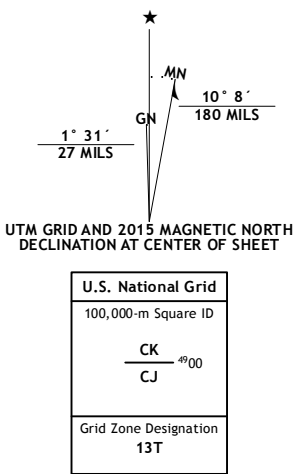 MN
GN
10° 8´
180 MILS
1° 31´
27 MILS
UTM GRID AND 2015 MAGNETIC NORTH
DECLINATION AT CENTER OF SHEET
U.S. National Grid
100,000-m Square ID
CK
CJ
4900
Grid Zone Designation
13T